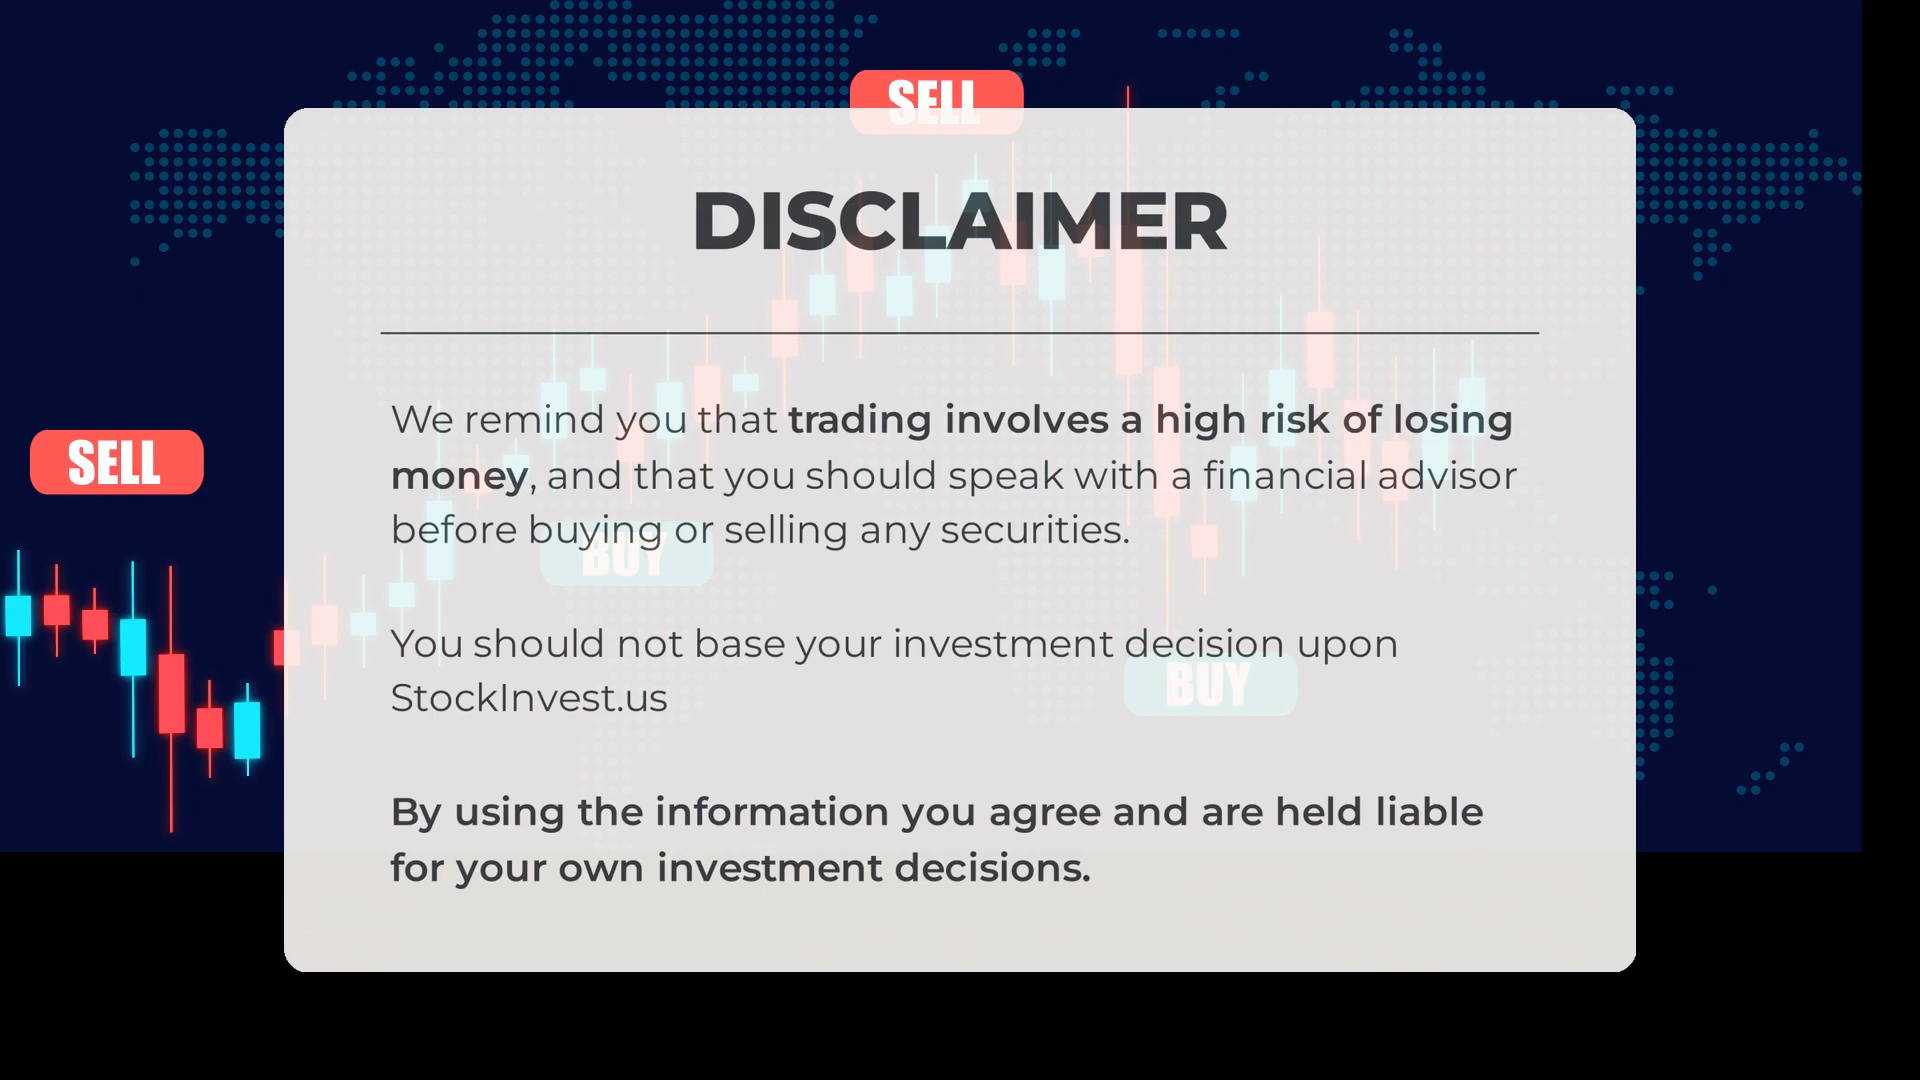 SELL
DISCLAIMER
We remind you that trading involves a high risk of losing
money, and that you should speak with a financial advisor
before buying or selling any securities.
SELL
BUY
You should not base your investment decision upon
StockInvest.us
BUY
By using the information you agree and are held liable
for your own investment decisions.